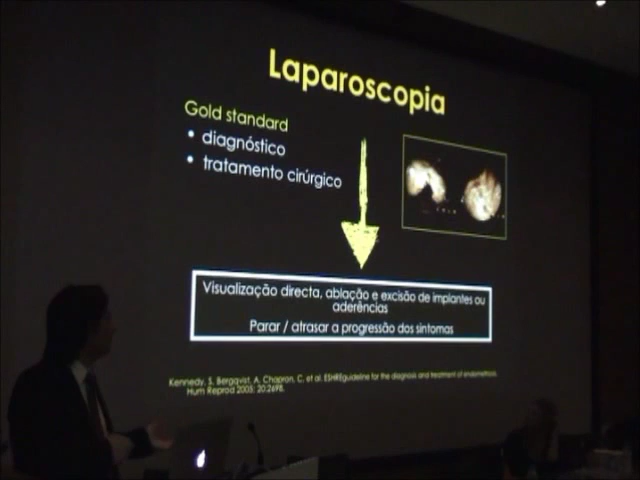 Laparoscopia
Gold standard
• diagnóstico
• tratamento cirúrgico
Visualização directa, ablação e excisão de implantes ou
aderências
Parar / atrasar a progressão dos sintomas
Kennedy, S. Bergqvist, A. Chapron, C. et al. ESHREguideline for the diagnosis and treatment of endometriosis.
Hum Reprod 2005; 20:2698.